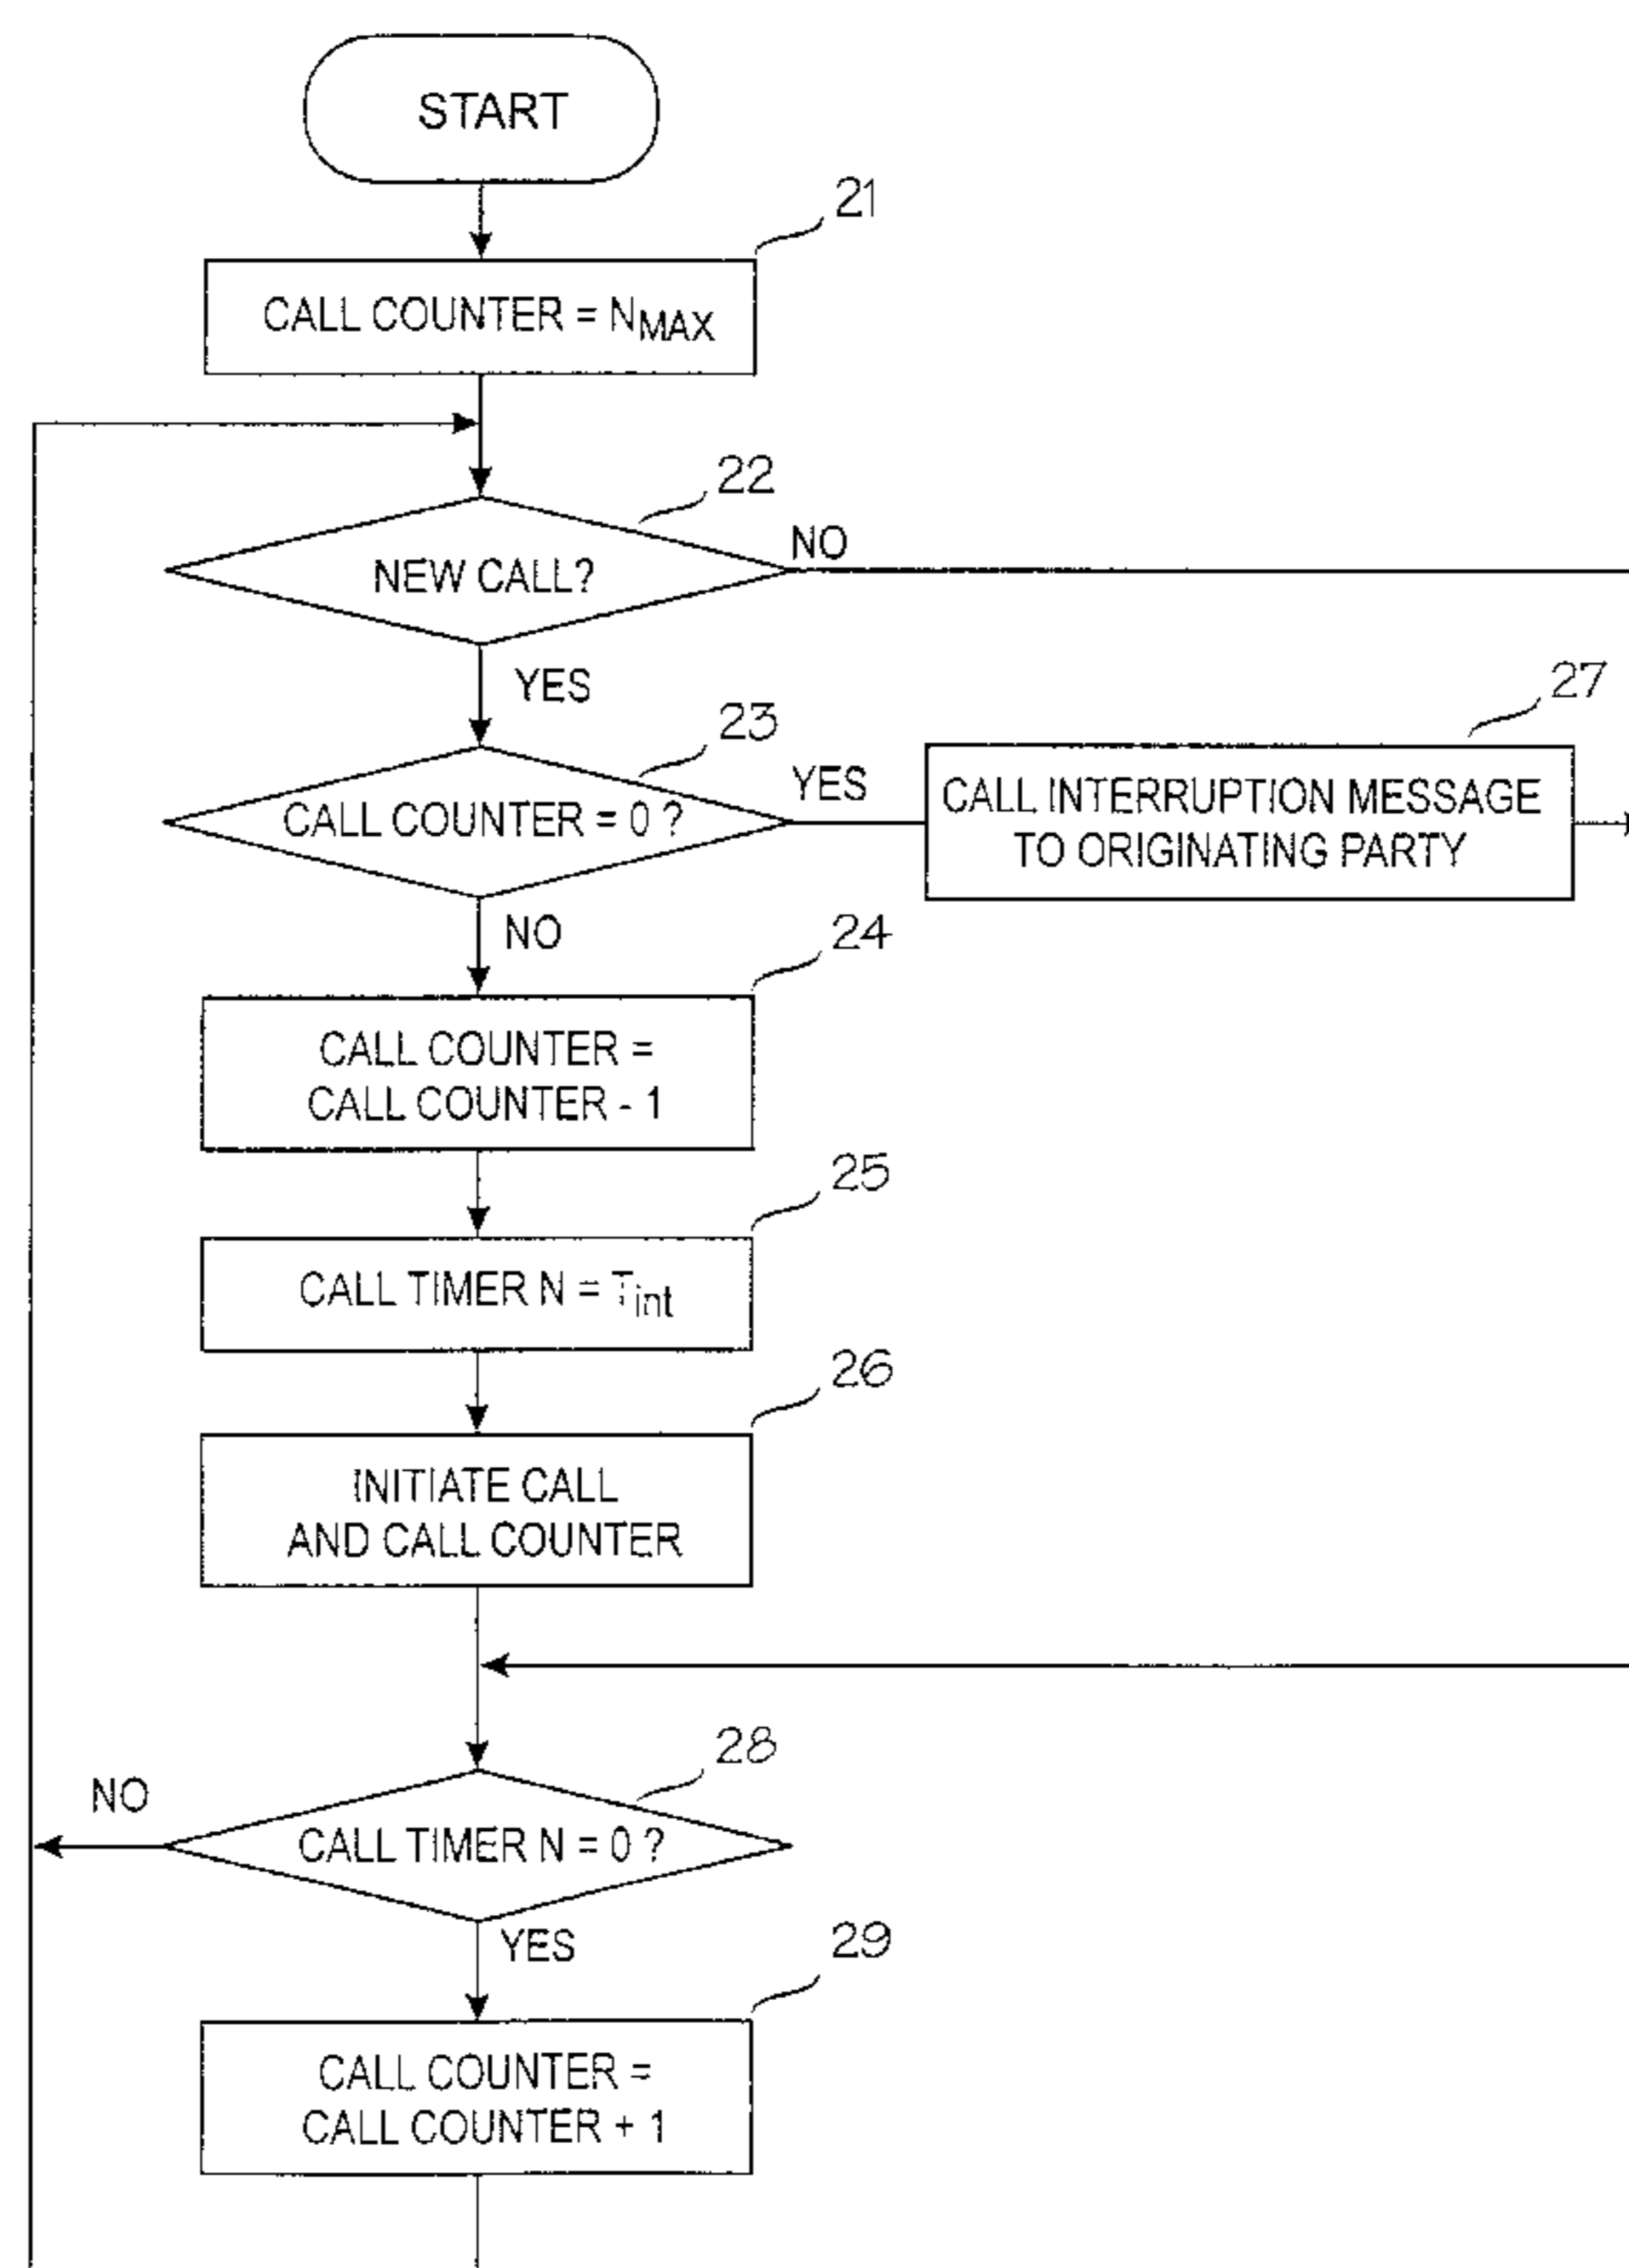 START
21
CALL COUNTER = NMAX
22
NEW CALL?
NO
YES
23
CALL COUNTER = 0 ?
YES
27
CALL INTERRUPTION MESSAGE
TO ORIGINATING PARTY
NO
24
CALL COUNTER =
CALL COUNTER - 1
25
CALL TIMER N = Tint
26
INITIATE CALL
AND CALL COUNTER
28
NO
CALL TIMER N = 0 ?
YES
29
CALL COUNTER =
CALL COUNTER + 1